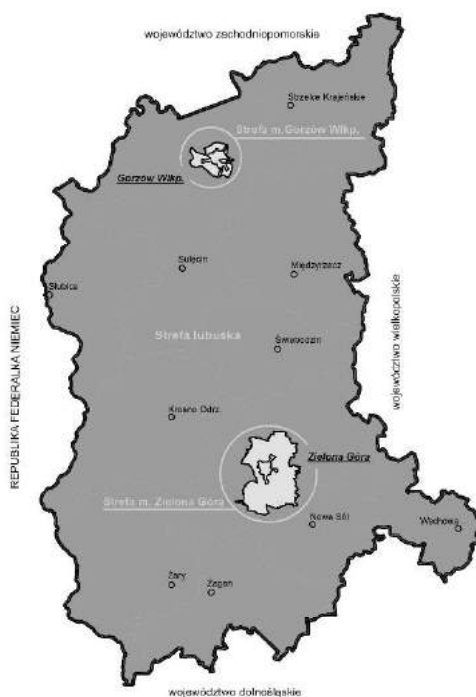 województwo zachodniopomorskie
Strzelce Krajeńskie
Strefa m. Gorzów Wlkp.
Gorzów Wlkp.
Sulęcin
Międzyrzecz
Słubice
Strefa lubuska
Świebodzin
REPUBLIKA FEDERALNA NIEMIEC
województwo wielkopolskie
Krosno Odrz.
Zielona Góra
Strefa m. Zielona Góra
Nowa Sól
Wschowa
Żary
Żagań
województwo dolnośląskie